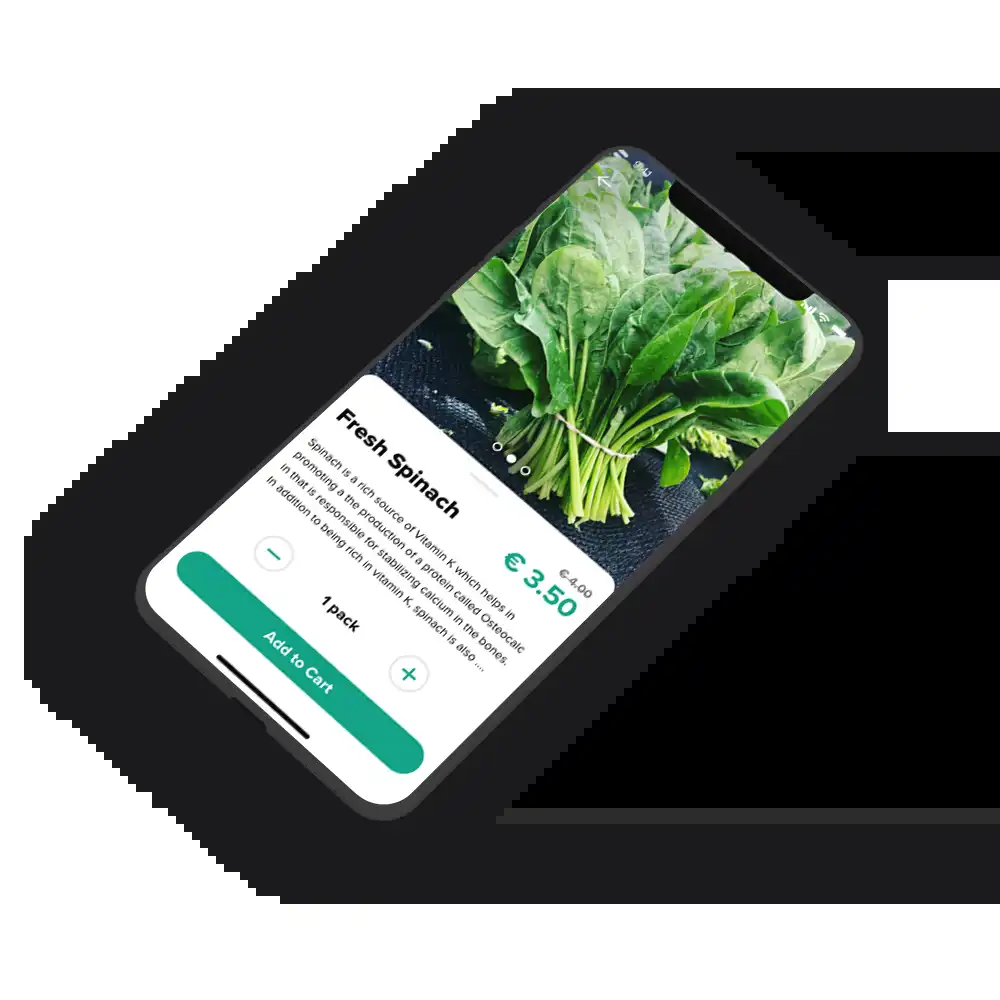 9:41
Fresh Spinach
€ 4.00
€ 3.50
Spinach is a rich source of Vitamin K which helps in
promoting a the production of a protein called Osteocalc
in that is responsible for stabilizing calcium in the bones.
In addition to being rich in vitamin K, spinach is also ....
1 pack
Add to Cart